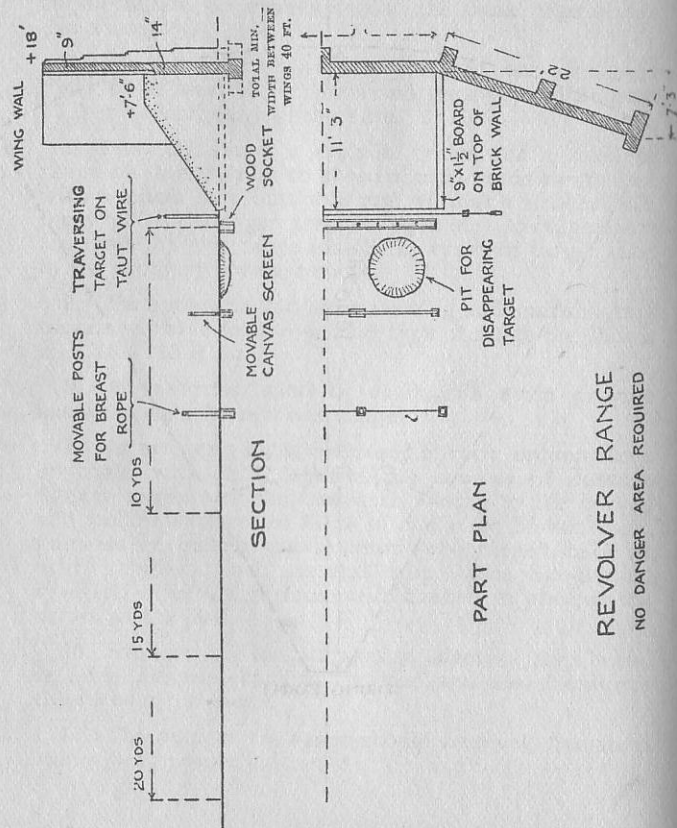 WING WALL
+18'
9"
14"
+7'.6"
TRAVERSING
TARGET ON
TAUT WIRE
MOVABLE POSTS
FOR BREAST
ROPE
WOOD
SOCKET
MOVABLE
CANVAS SCREEN
10 YDS
15 YDS
20 YDS
SECTION
TOTAL MIN.
WIDTH BETWEEN
WINGS 40 FT.
11' 3"
9"x1½" BOARD
ON TOP OF
BRICK WALL
7'.3"
PIT FOR
DISAPPEARING
TARGET
PART PLAN
REVOLVER RANGE
NO DANGER AREA REQUIRED